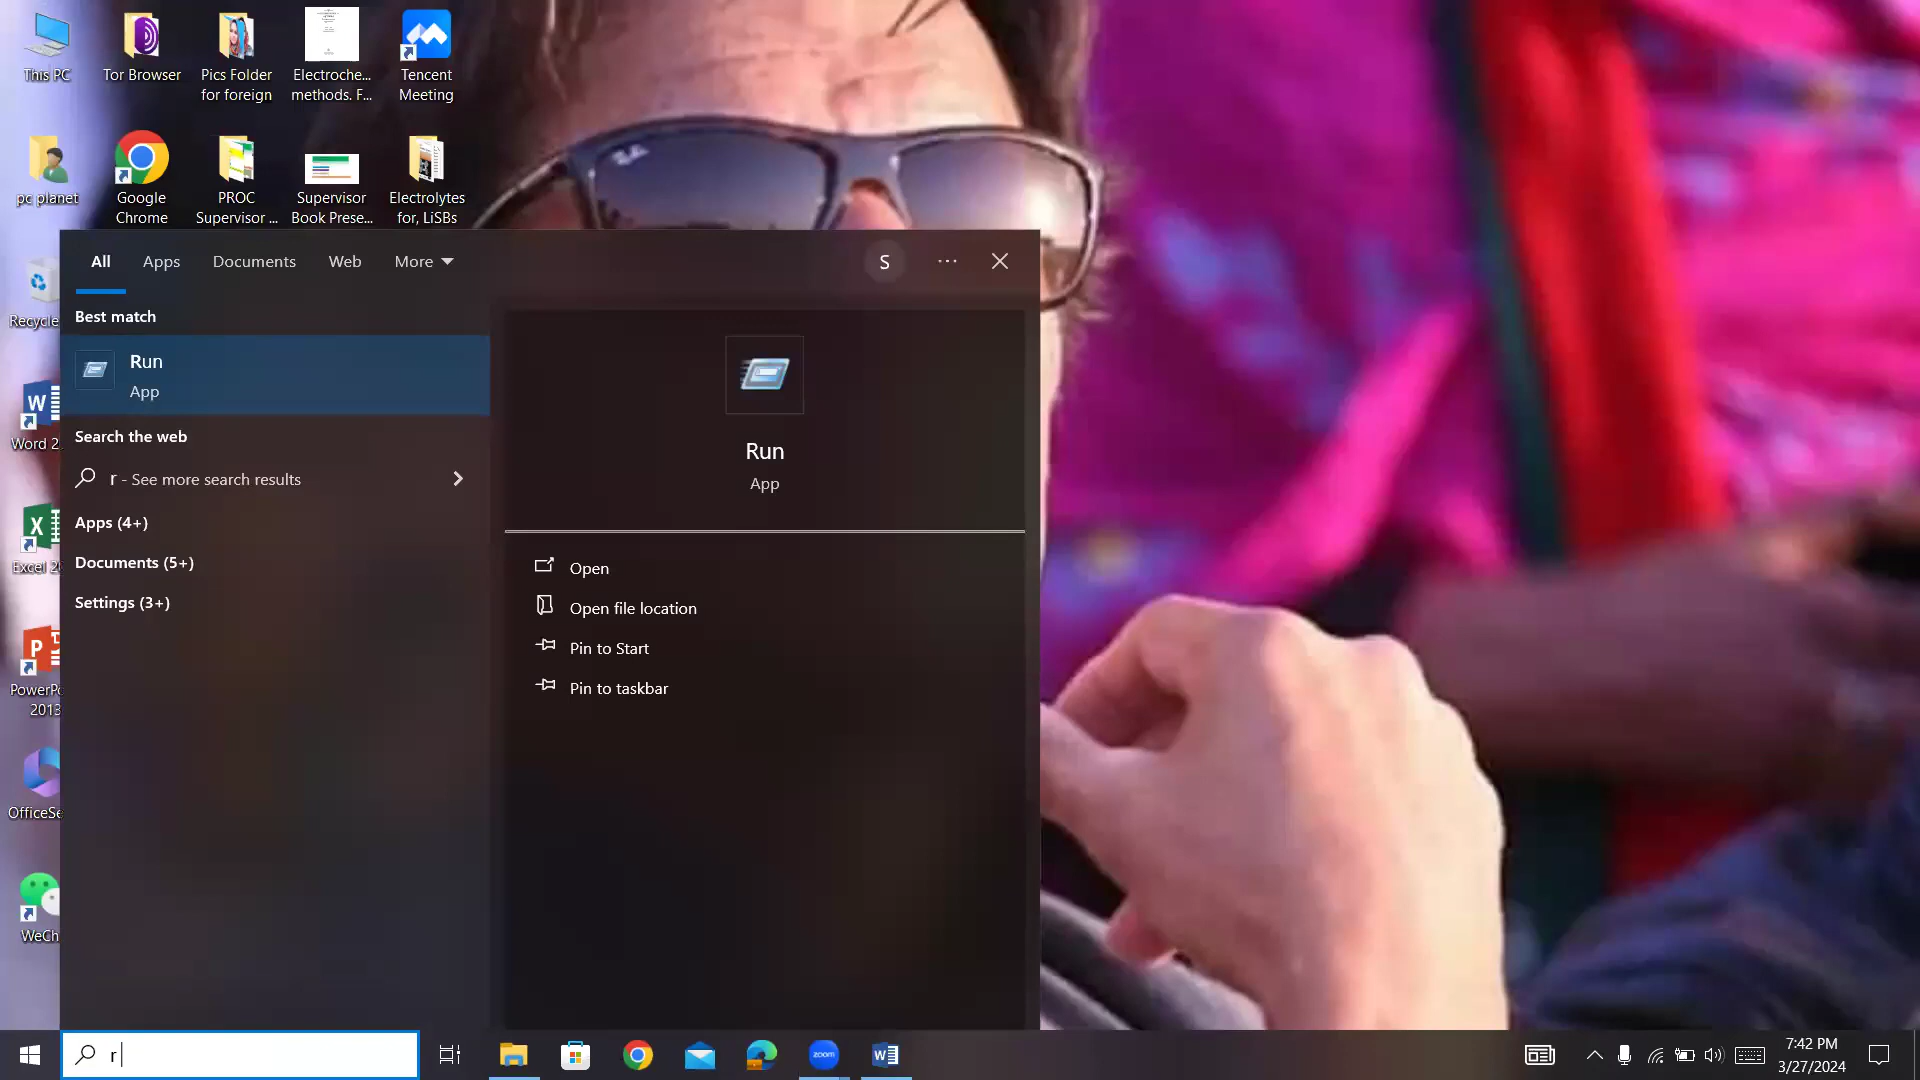 This PC
Tor Browser
Pics Folder
for foreign
Electroche...
methods. F...
Tencent
Meeting
pc planet
Google
Chrome
PROC
Supervisor ...
Supervisor
Book Prese...
Electrolytes
for, LiSBs
Recycle
Word 2
Excel 2
PowerPo
2013
OfficeSe
WeCh
All
Apps
Documents
Web
More
S
Best match
Run
App
Search the web
r - See more search results
Apps (4+)
Documents (5+)
Settings (3+)
Run
App
Open
Open file location
Pin to Start
Pin to taskbar
r
zoom
7:42 PM
3/27/2024